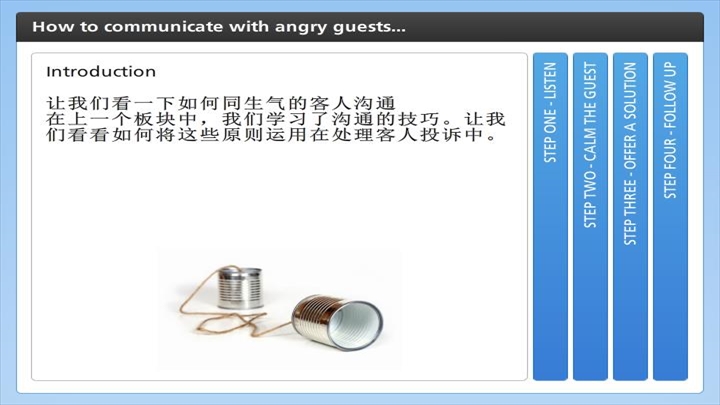 How to communicate with angry guests...
Introduction
让我们看一下如何同生气的客人沟通
在上一个板块中，我们学习了沟通的技巧。让我
们看看如何将这些原则运用在处理客人投诉中。
STEP ONE - LISTEN
STEP TWO - CALM THE GUEST
STEP THREE - OFFER A SOLUTION
STEP FOUR - FOLLOW UP